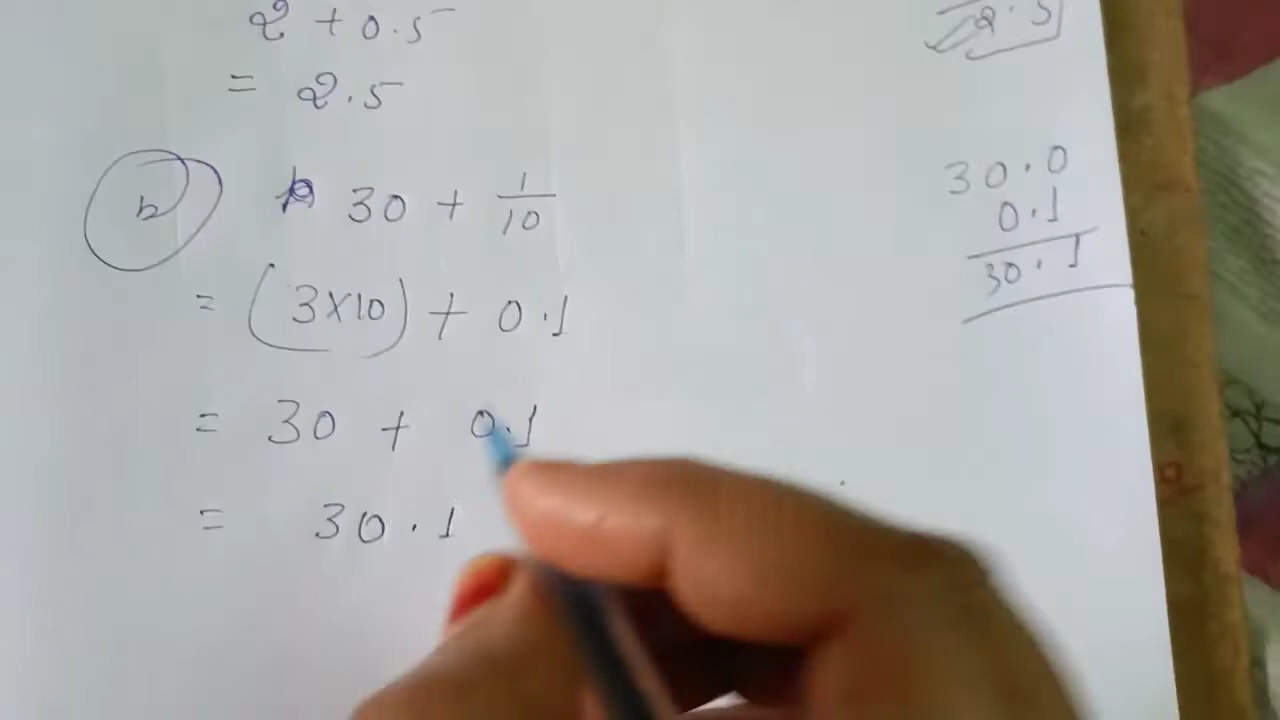 2 + 0.5
= 2.5
b 30 + 1/10
= (3×10) + 0.1
= 30 + 0.1
= 30.1
2.5
30.0
0.1
30.1